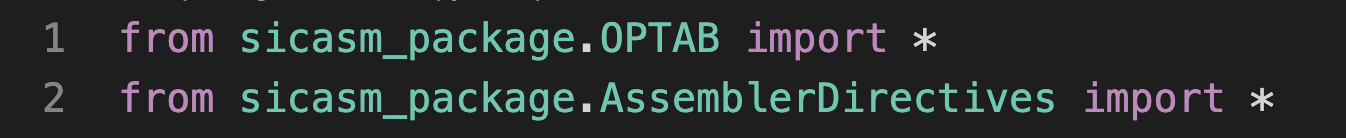 1 from sicasm_package.OPTAB import *
2 from sicasm_package.AssemblerDirectives import *